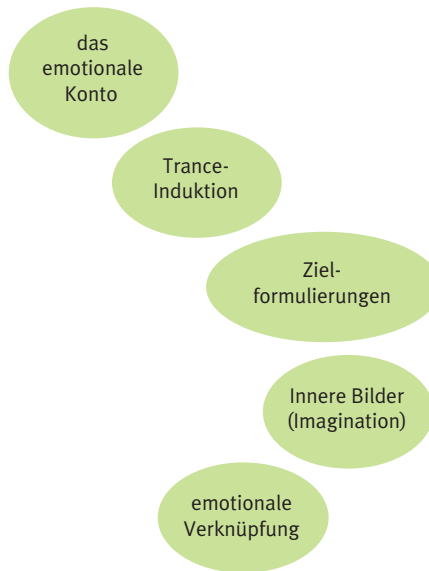 das
emotionale
Konto
Trance-
Induktion
Ziel-
formulierungen
Innere Bilder
(Imagination)
emotionale
Verknüpfung